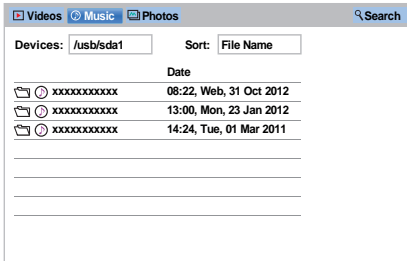 Videos Music Photos Search
Devices: /usb/sda1 Sort: File Name
Date
xxxxxxxxxxx 08:22, Web, 31 Oct 2012
xxxxxxxxxxx 13:00, Mon, 23 Jan 2012
xxxxxxxxxxx 14:24, Tue, 01 Mar 2011